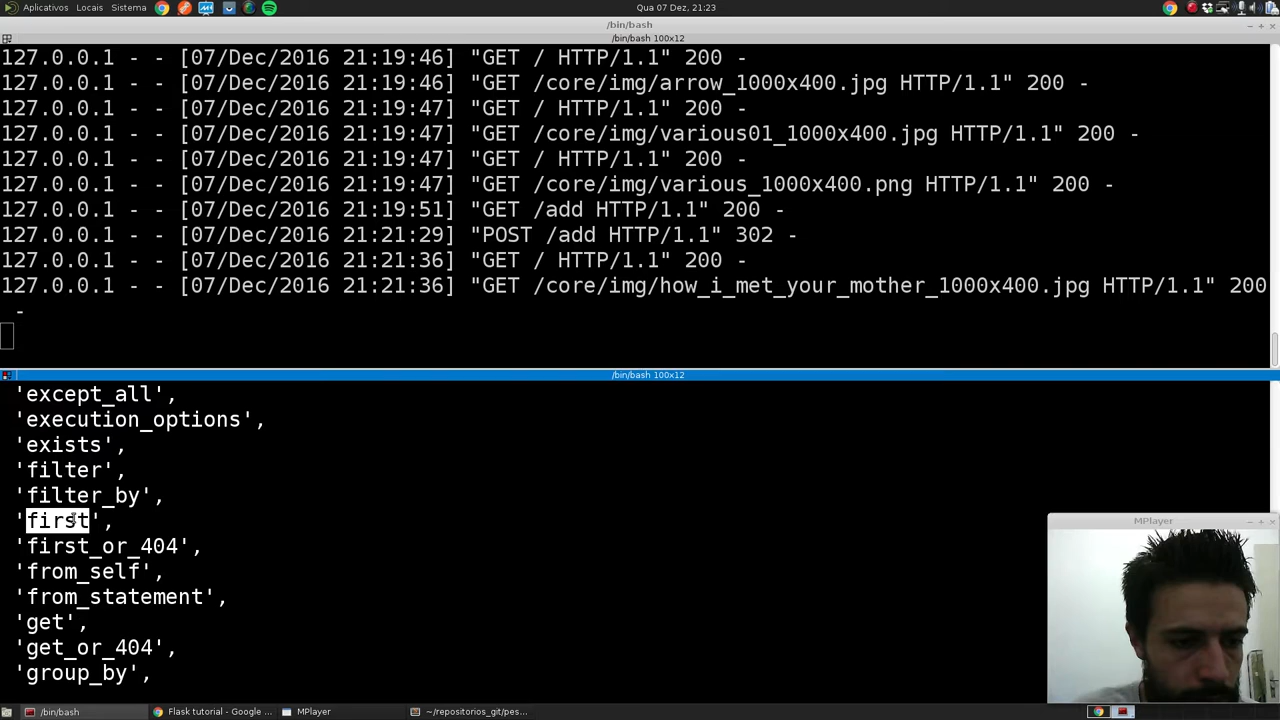 Aplicativos Locais Sistema Qua 07 Dez, 21:23
/bin/bash
/bin/bash 100x12
127.0.0.1 - - [07/Dec/2016 21:19:46] "GET / HTTP/1.1" 200 -
127.0.0.1 - - [07/Dec/2016 21:19:46] "GET /core/img/arrow_1000x400.jpg HTTP/1.1" 200 -
127.0.0.1 - - [07/Dec/2016 21:19:47] "GET / HTTP/1.1" 200 -
127.0.0.1 - - [07/Dec/2016 21:19:47] "GET /core/img/various01_1000x400.jpg HTTP/1.1" 200 -
127.0.0.1 - - [07/Dec/2016 21:19:47] "GET / HTTP/1.1" 200 -
127.0.0.1 - - [07/Dec/2016 21:19:47] "GET /core/img/various_1000x400.png HTTP/1.1" 200 -
127.0.0.1 - - [07/Dec/2016 21:19:51] "GET /add HTTP/1.1" 200 -
127.0.0.1 - - [07/Dec/2016 21:21:29] "POST /add HTTP/1.1" 302 -
127.0.0.1 - - [07/Dec/2016 21:21:36] "GET / HTTP/1.1" 200 -
127.0.0.1 - - [07/Dec/2016 21:21:36] "GET /core/img/how_i_met_your_mother_1000x400.jpg HTTP/1.1" 200
-
/bin/bash 100x12
'except_all',
'execution_options',
'exists',
'filter',
'filter_by',
'first',
'first_or_404',
'from_self',
'from_statement',
'get',
'get_or_404',
'group_by',
MPlayer
/bin/bash Flask tutorial - Google ... MPlayer ~/repositorios_git/pes...